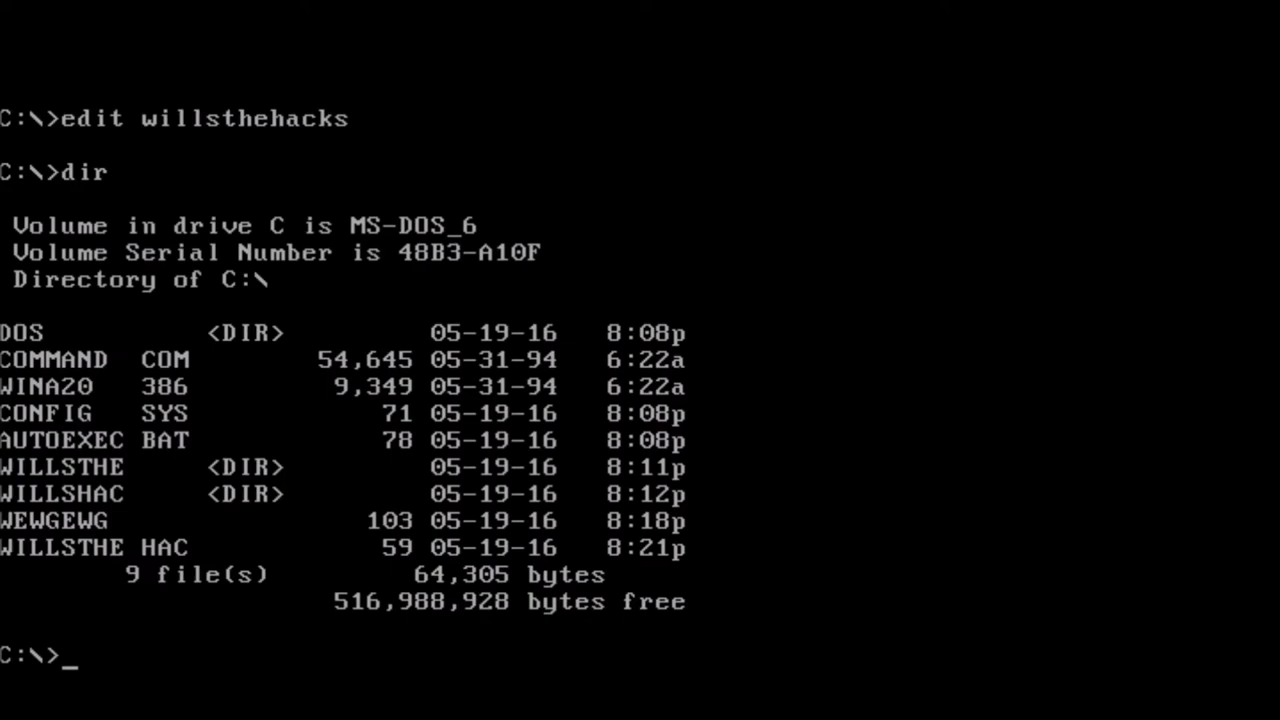 C:\>edit willsthehacks
C:\>dir
Volume in drive C is MS-DOS_6
Volume Serial Number is 48B3-A10F
Directory of C:\
DOS <DIR> 05-19-16 8:08p
COMMAND COM 54,645 05-31-94 6:22a
WINA20 386 9,349 05-31-94 6:22a
CONFIG SYS 71 05-19-16 8:08p
AUTOEXEC BAT 78 05-19-16 8:08p
WILLSTHE <DIR> 05-19-16 8:11p
WILLSHAC <DIR> 05-19-16 8:12p
WEWGEWG 103 05-19-16 8:18p
WILLSTHE HAC 59 05-19-16 8:21p
9 file(s) 64,305 bytes
516,988,928 bytes free
C:\>_